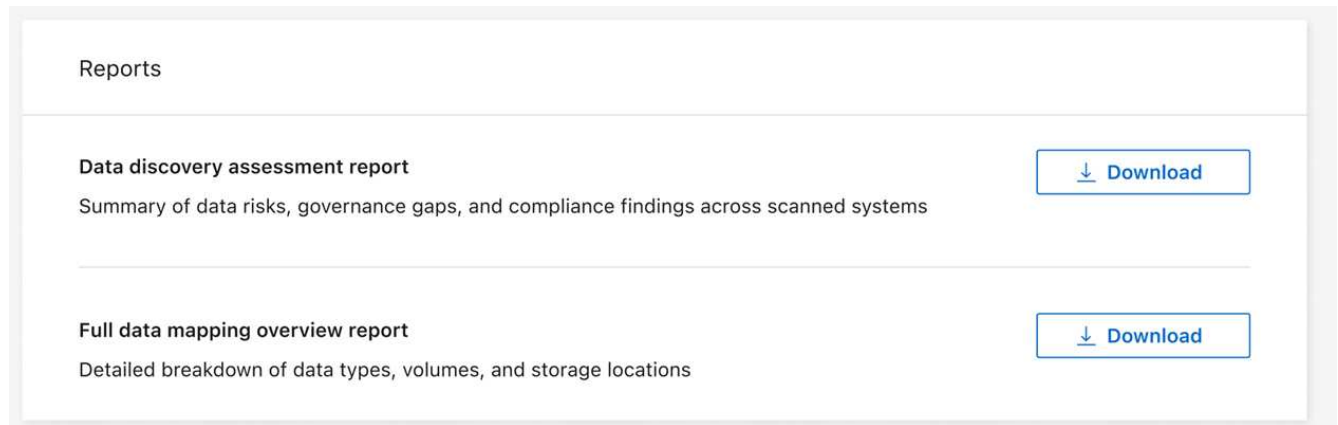 Reports
Data discovery assessment report
Download
Summary of data risks, governance gaps, and compliance findings across scanned systems
Full data mapping overview report
Download
Detailed breakdown of data types, volumes, and storage locations